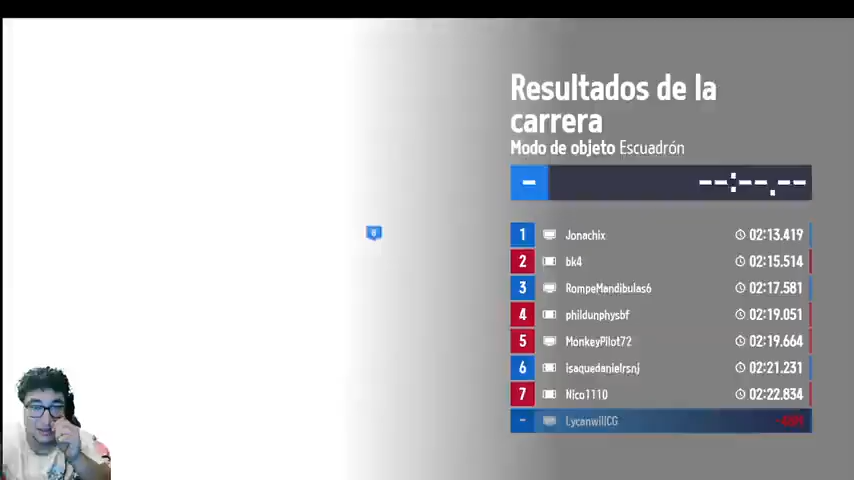 Resultados de la
carrera
Modo de objeto Escuadrón
– --:--.--
1 Jonachix 02:13.419
2 bk4 02:15.514
3 RompeMandibulas6 02:17.581
4 phildunphysbf 02:19.051
5 MonkeyPilot72 02:19.664
6 isaquedanielrsnj 02:21.231
7 Nico1110 02:22.834
- LycanwillCG